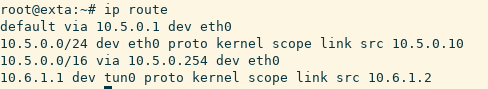 root@exta:~# ip route
default via 10.5.0.1 dev eth0
10.5.0.0/24 dev eth0 proto kernel scope link src 10.5.0.10
10.5.0.0/16 via 10.5.0.254 dev eth0
10.6.1.1 dev tun0 proto kernel scope link src 10.6.1.2